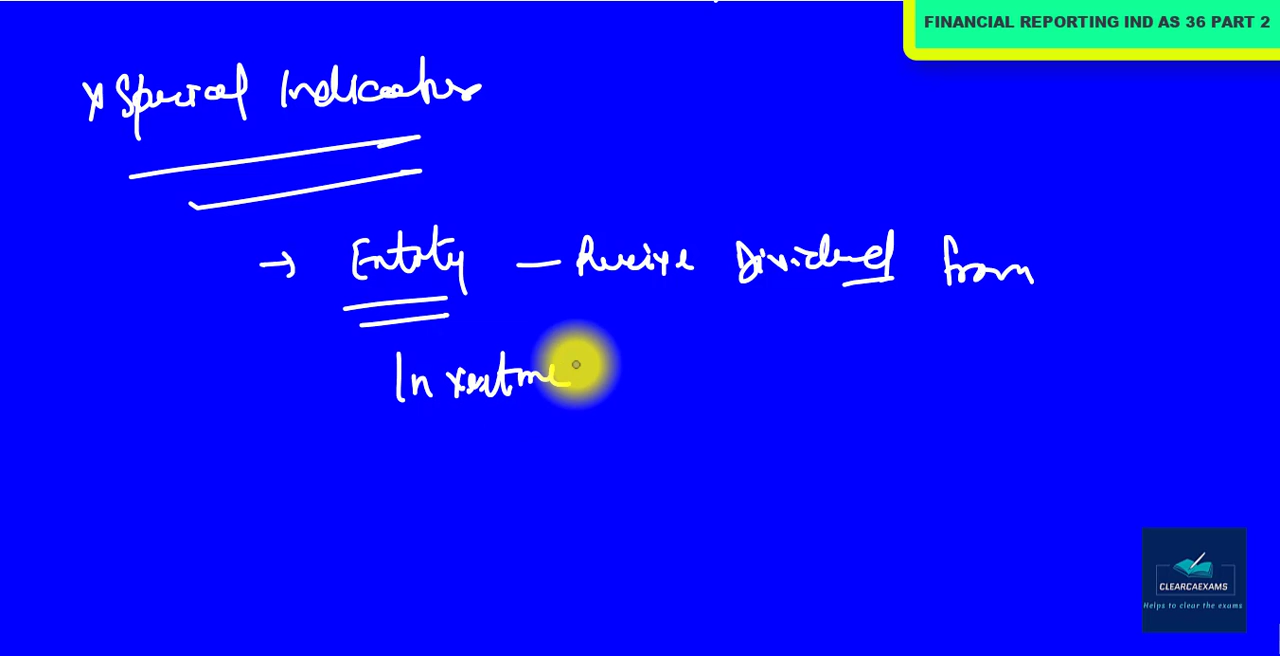 FINANCIAL REPORTING IND AS 36 PART 2
* Special Indicators
→ Entity — Receive Dividend from
Investme
CLEARCAEXAMS
Helps to clear the exams